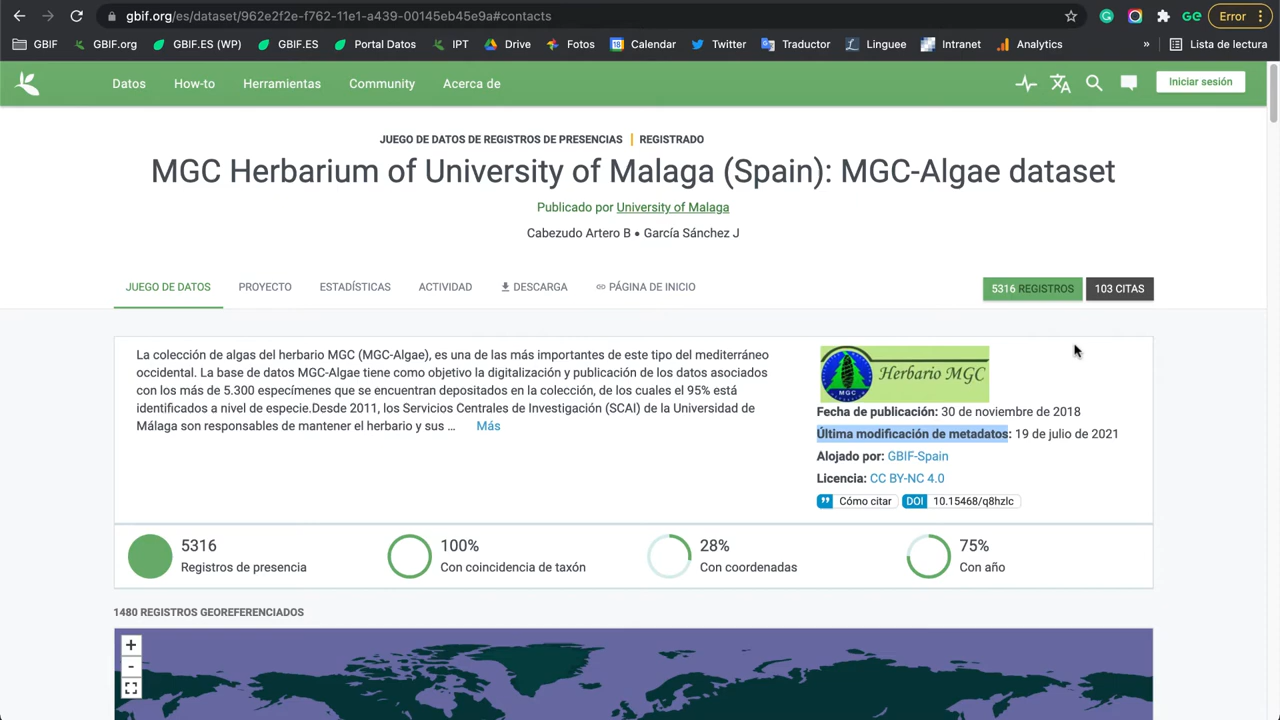 gbif.org/es/dataset/962e2f2e-f762-11e1-a439-00145eb45e9a#contacts
Error
GBIF GBIF.org GBIF.ES (WP) GBIF.ES Portal Datos IPT Drive Fotos Calendar Twitter Traductor Linguee Intranet Analytics » Lista de lectura
Datos How-to Herramientas Community Acerca de Iniciar sesión
JUEGO DE DATOS DE REGISTROS DE PRESENCIAS | REGISTRADO
MGC Herbarium of University of Malaga (Spain): MGC-Algae dataset
Publicado por University of Malaga
Cabezudo Artero B • García Sánchez J
JUEGO DE DATOS PROYECTO ESTADÍSTICAS ACTIVIDAD DESCARGA PÁGINA DE INICIO 5316 REGISTROS 103 CITAS
La colección de algas del herbario MGC (MGC-Algae), es una de las más importantes de este tipo del mediterráneo
occidental. La base de datos MGC-Algae tiene como objetivo la digitalización y publicación de los datos asociados
con los más de 5.300 especímenes que se encuentran depositados en la colección, de los cuales el 95% está
identificados a nivel de especie.Desde 2011, los Servicios Centrales de Investigación (SCAI) de la Universidad de
Málaga son responsables de mantener el herbario y sus ... Más
Herbario MGC
MGC
Fecha de publicación: 30 de noviembre de 2018
Última modificación de metadatos: 19 de julio de 2021
Alojado por: GBIF-Spain
Licencia: CC BY-NC 4.0
Cómo citar DOI 10.15468/q8hzlc
5316
Registros de presencia
100%
Con coincidencia de taxón
28%
Con coordenadas
75%
Con año
1480 REGISTROS GEOREFERENCIADOS
+
-